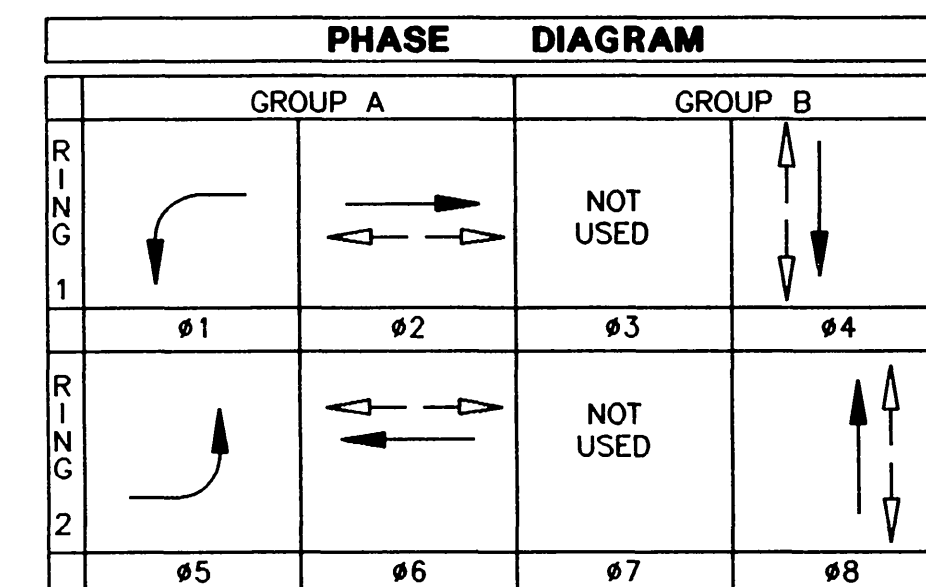 PHASE DIAGRAM
GROUP A GROUP B
RING 1
NOT
USED
ø1 ø2 ø3 ø4
RING 2
NOT
USED
ø5 ø6 ø7 ø8